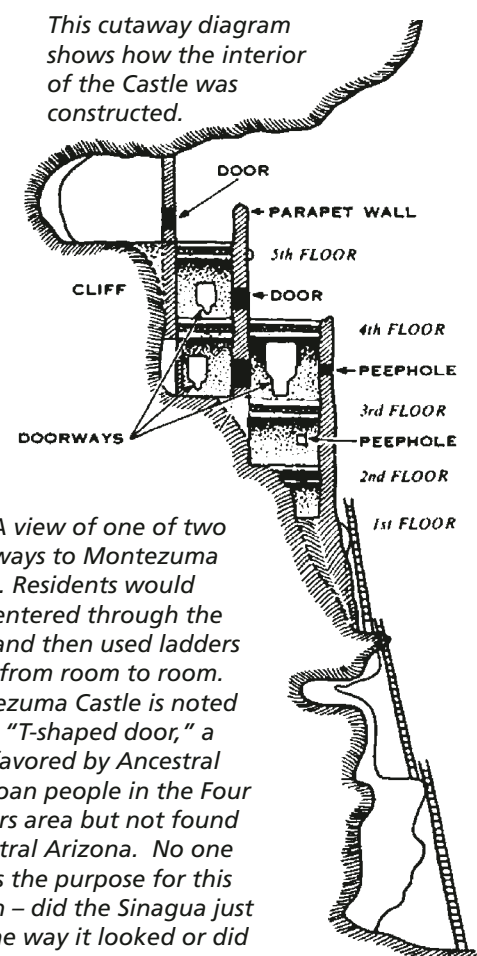 This cutaway diagram
shows how the interior
of the Castle was
constructed.
DOOR
PARAPET WALL
5th FLOOR
CLIFF
DOOR
4th FLOOR
PEEPHOLE
3rd FLOOR
DOORWAYS
PEEPHOLE
2nd FLOOR
1st FLOOR
A view of one of two
ways to Montezuma
. Residents would
entered through the
and then used ladders
from room to room.
ezuma Castle is noted
“T-shaped door,” a
favored by Ancestral
oan people in the Four
rs area but not found
tral Arizona.  No one
s the purpose for this
n – did the Sinagua just
he way it looked or did